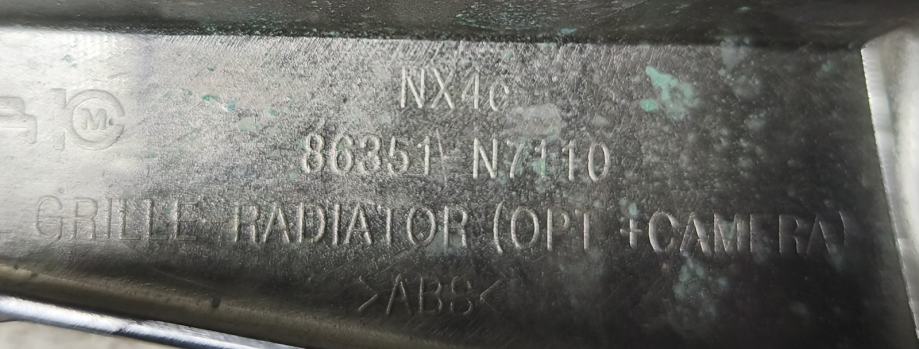 NX4c
86351-N7110
GRILLE-RADIATOR (OPT +CAMERA)
>ABS<